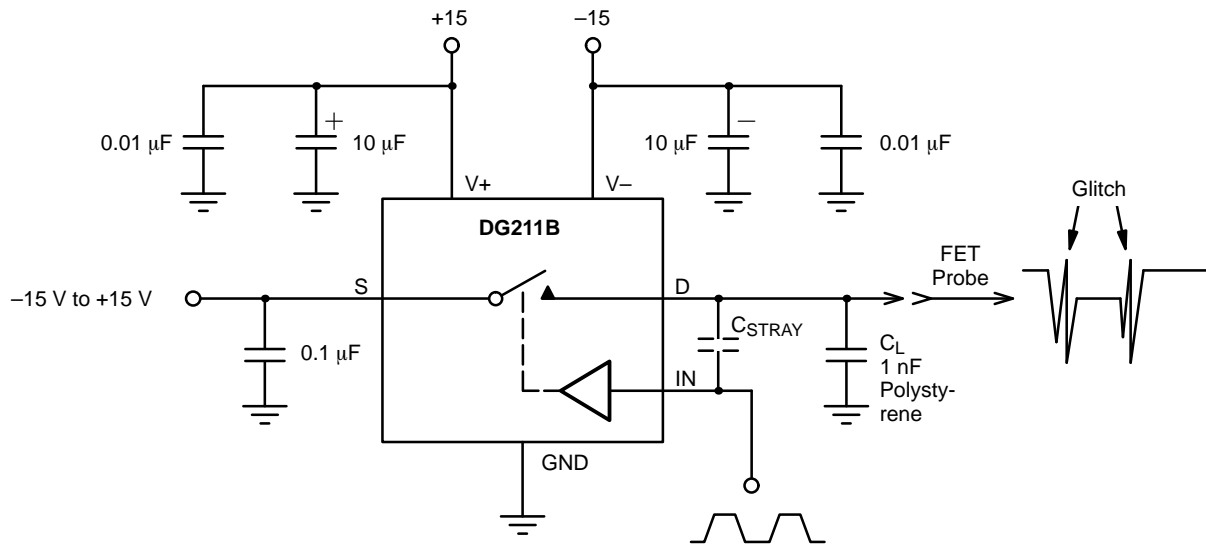 +15
–15
0.01 μF
+
10 μF
10 μF
–
0.01 μF
V+
V–
Glitch
DG211B
–15 V to +15 V
S
D
FET
Probe
0.1 μF
CSTRAY
CL
1 nF
Polysty-
rene
IN
GND